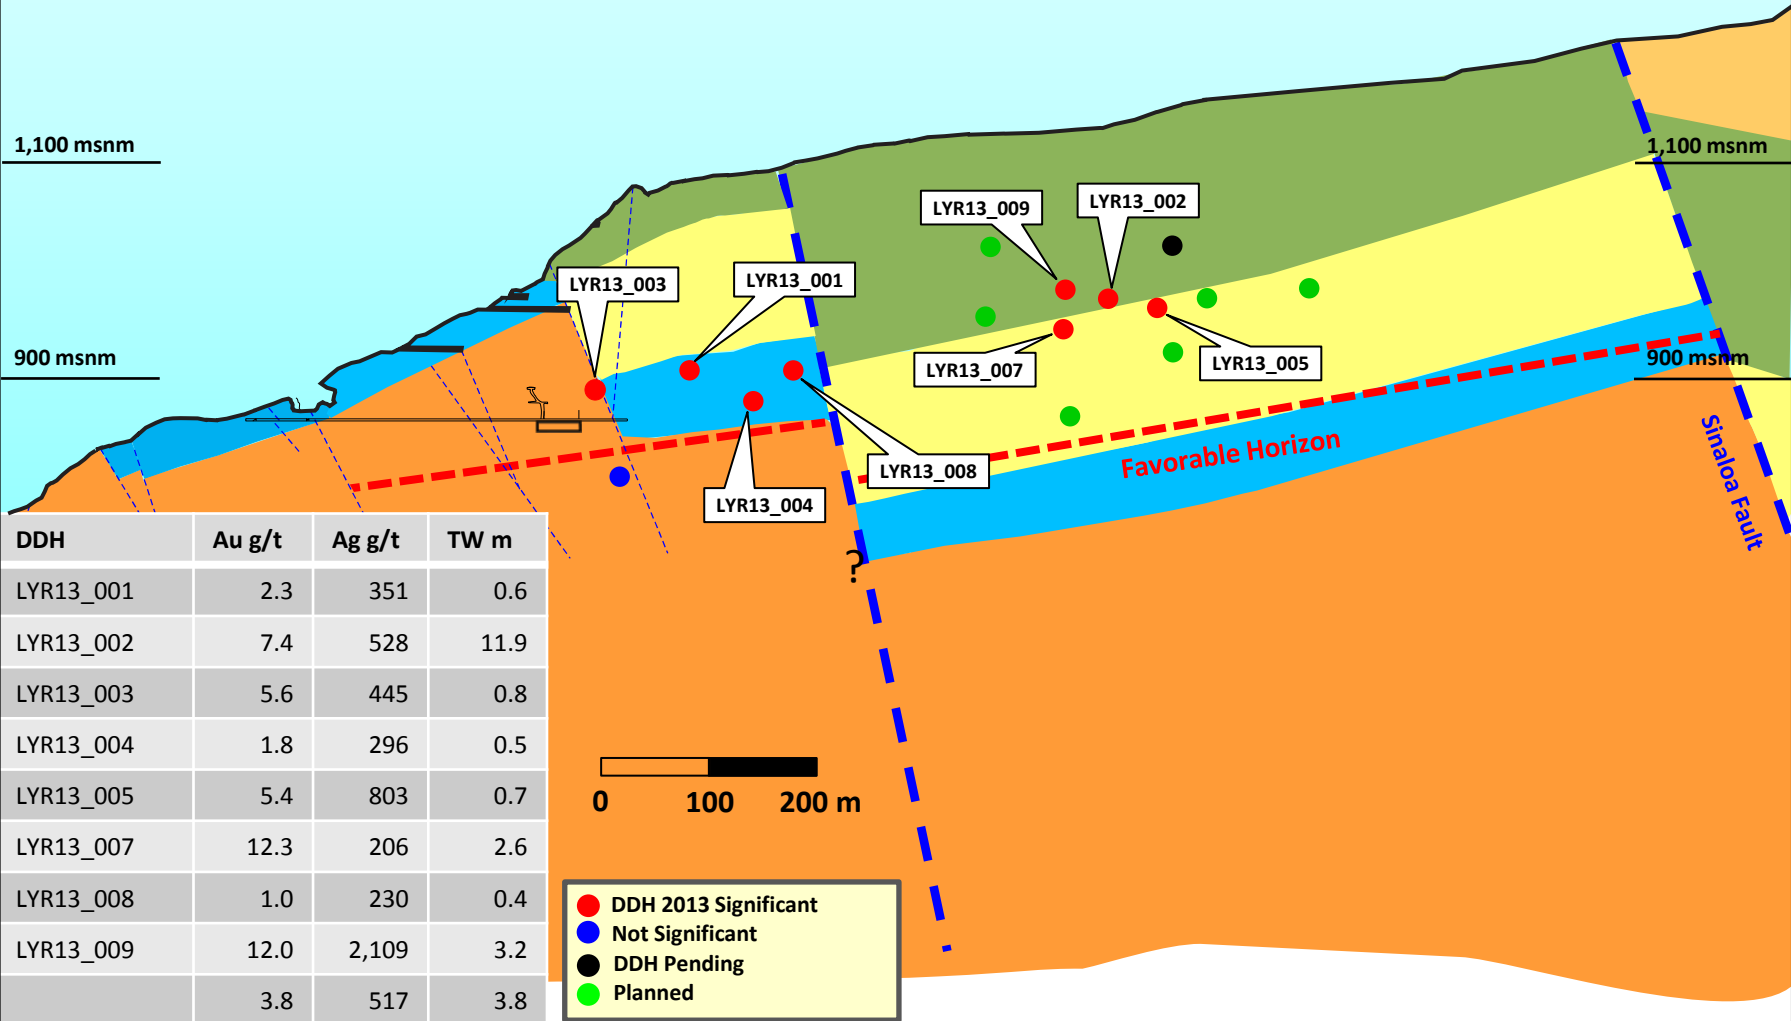 1,100 msnm
1,100 msnm
LYR13_009
LYR13_002
LYR13_003
LYR13_001
900 msnm
900 msnm
LYR13_007
LYR13_005
Sinaloa Fault
Favorable Horizon
LYR13_008
LYR13_004
?
DDH Au g/t Ag g/t TW m
LYR13_001 2.3 351 0.6
LYR13_002 7.4 528 11.9
LYR13_003 5.6 445 0.8
LYR13_004 1.8 296 0.5
LYR13_005 5.4 803 0.7
LYR13_007 12.3 206 2.6
LYR13_008 1.0 230 0.4
LYR13_009 12.0 2,109 3.2
3.8 517 3.8
0 100 200 m
DDH 2013 Significant
Not Significant
DDH Pending
Planned